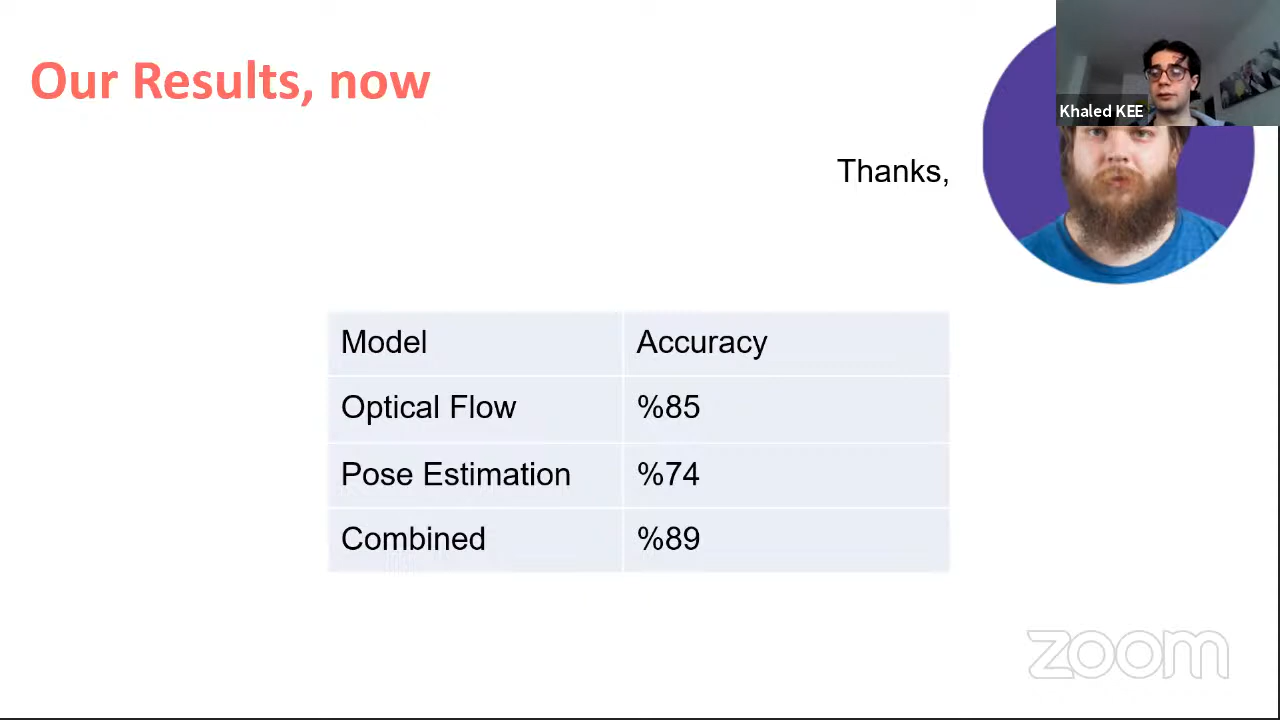 Our Results, now
Khaled KEE
Thanks,
Model Accuracy
Optical Flow %85
Pose Estimation %74
Combined %89
zoom